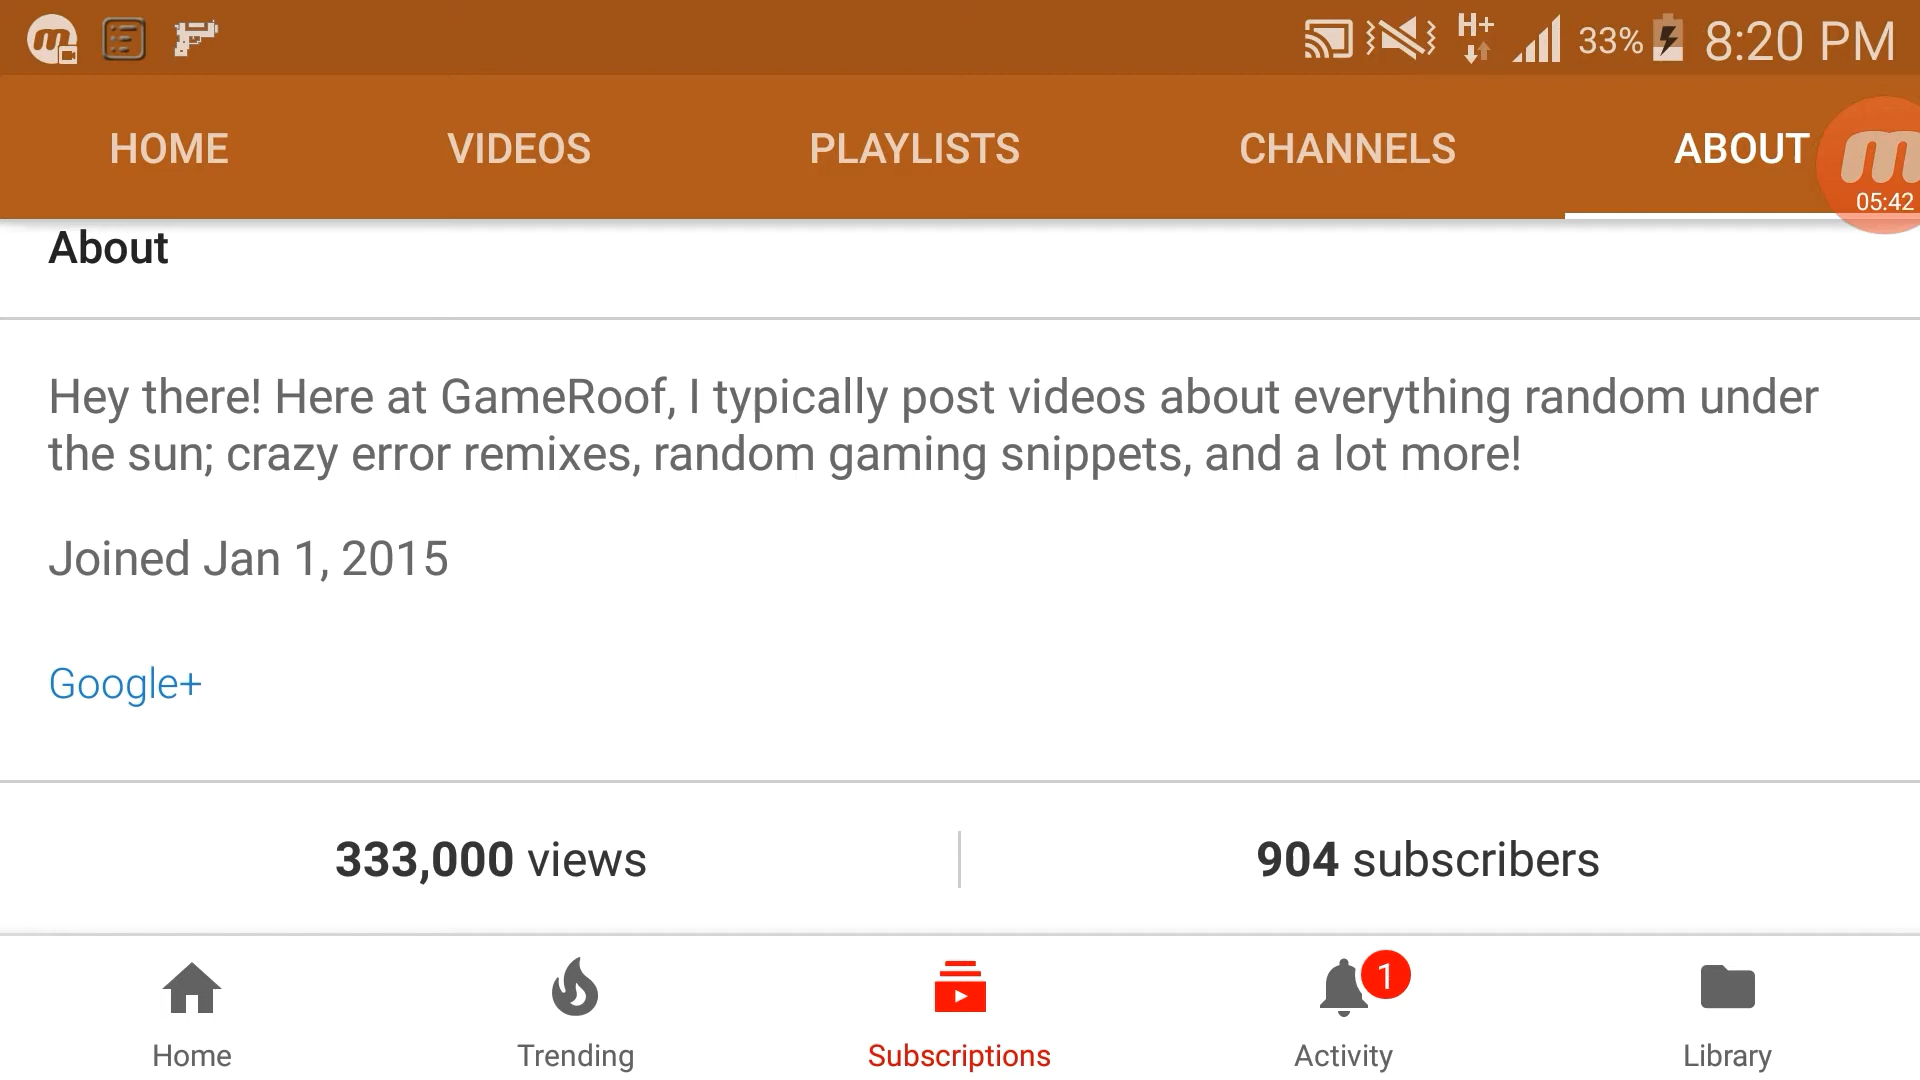 m H+ 33% 8:20 PM
HOME VIDEOS PLAYLISTS CHANNELS ABOUT m
05:42
About
Hey there! Here at GameRoof, I typically post videos about everything random under
the sun; crazy error remixes, random gaming snippets, and a lot more!
Joined Jan 1, 2015
Google+
333,000 views 904 subscribers
1
Home Trending Subscriptions Activity Library